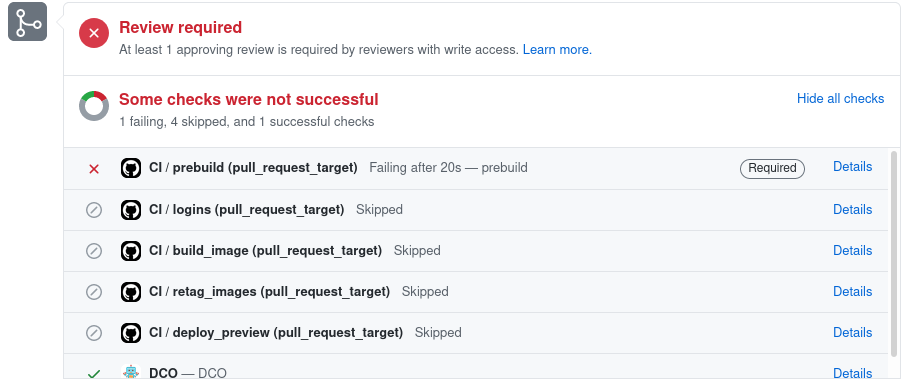 Review required
At least 1 approving review is required by reviewers with write access. Learn more.
Some checks were not successful
Hide all checks
1 failing, 4 skipped, and 1 successful checks
CI / prebuild (pull_request_target) Failing after 20s — prebuild Required Details
CI / logins (pull_request_target) Skipped Details
CI / build_image (pull_request_target) Skipped Details
CI / retag_images (pull_request_target) Skipped Details
CI / deploy_preview (pull_request_target) Skipped Details
DCO — DCO Details